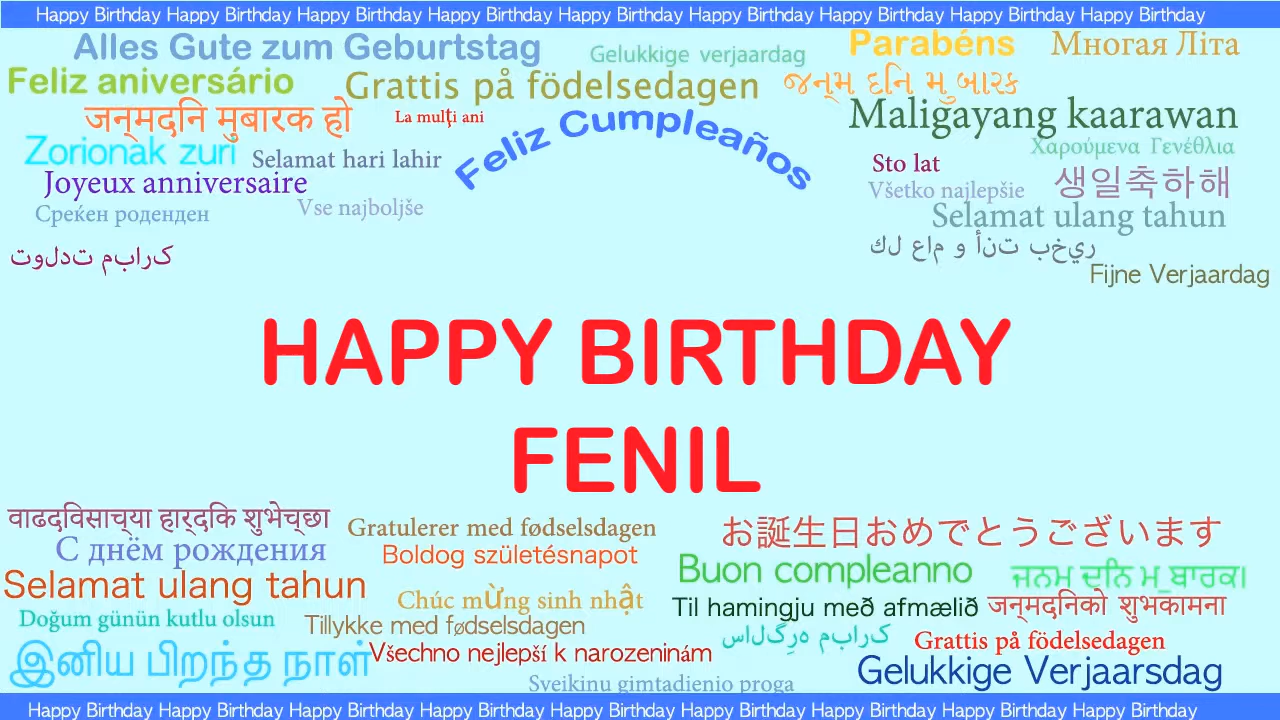 Happy Birthday Happy Birthday Happy Birthday Happy Birthday Happy Birthday Happy Birthday Happy Birthday Happy Birthday Happy Birthday
Alles Gute zum Geburtstag
Gelukkige verjaardag
Parabéns
Многая Літа
Feliz aniversário
Grattis på födelsedagen
જન્મ દિન મુબારક
जन्मदिन मुबारक हो
La mulţi ani
Feliz Cumpleaños
Maligayang kaarawan
Zorionak zuri
Selamat hari lahir
Sto lat
Χαρούμενα Γενέθλια
Joyeux anniversaire
Všetko najlepšie
생일축하해
Среќен роденден
Vse najboljše
Selamat ulang tahun
تولدت مبارک
كل عام و أنت بخير
Fijne Verjaardag
HAPPY BIRTHDAY
FENIL
वाढदिवसाच्या हार्दिक शुभेच्छा
Gratulerer med fødselsdagen
お誕生日おめでとうございます
С днём рождения
Boldog születésnapot
Selamat ulang tahun
Buon compleanno
ਜਨਮ ਦਿਨ ਮੁਬਾਰਕ।
Chúc mừng sinh nhật
Til hamingju með afmælið
जन्मदिनको शुभकामना
Doğum günün kutlu olsun
Tillykke med fødselsdagen
سالگرہ مبارک
Grattis på födelsedagen
இனிய பிறந்த நாள்
Všechno nejlepší k narozeninám
Gelukkige Verjaarsdag
Sveikinu gimtadienio proga
Happy Birthday Happy Birthday Happy Birthday Happy Birthday Happy Birthday Happy Birthday Happy Birthday Happy Birthday Happy Birthday